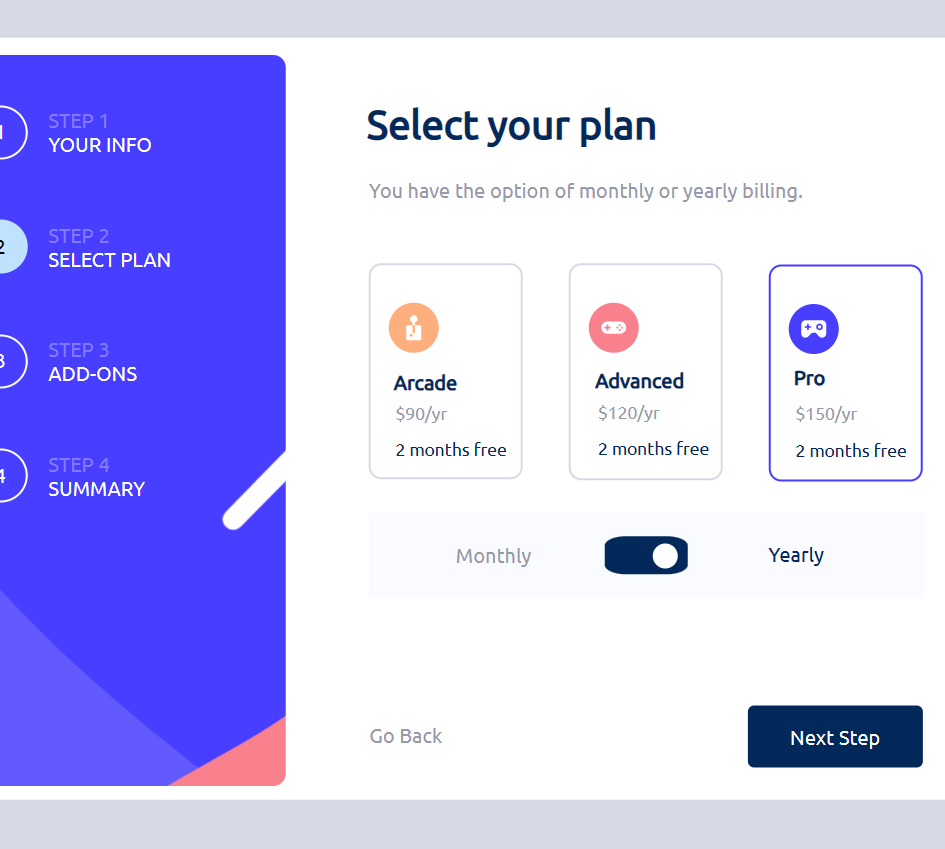 STEP 1
YOUR INFO
2
STEP 2
SELECT PLAN
3
STEP 3
ADD-ONS
4
STEP 4
SUMMARY
Select your plan
You have the option of monthly or yearly billing.
Arcade
$90/yr
2 months free
Advanced
$120/yr
2 months free
Pro
$150/yr
2 months free
Monthly
Yearly
Go Back
Next Step